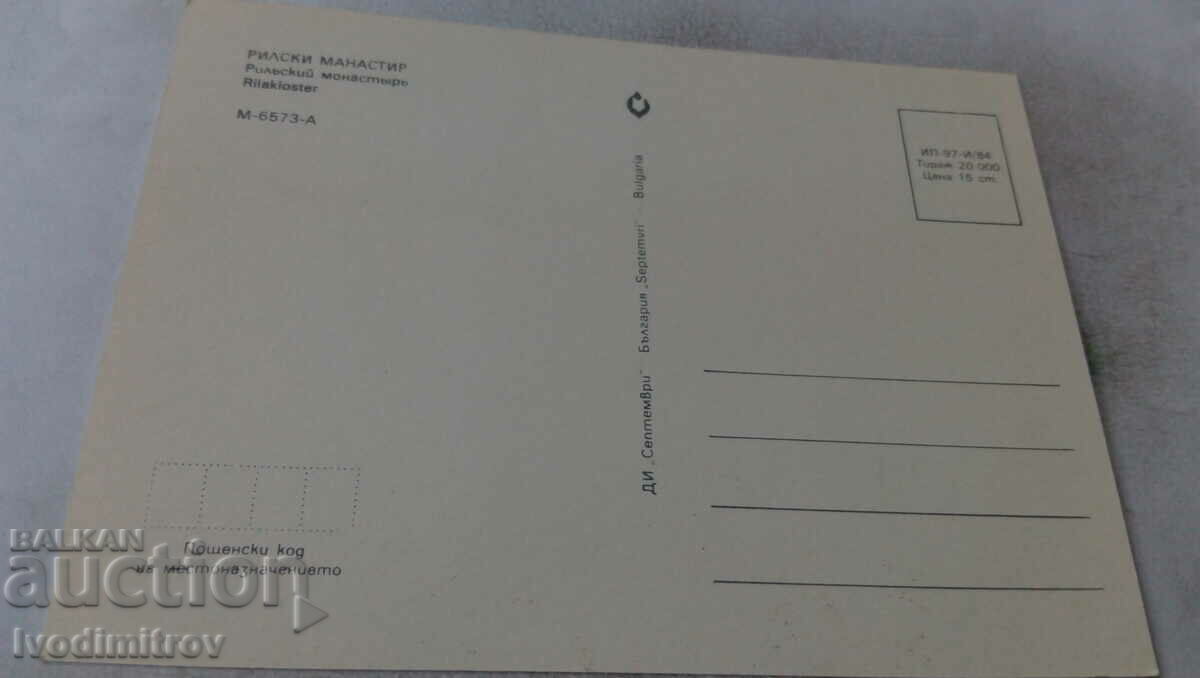 РИЛСКИ МАНАСТИР
Рильский монастырь
Rilakloster
М-6573-А
ДИ „Септември" България „Septemvri" Bulgaria
ИП-97-И/84
Тираж 20 000
Цена 15 ст.
Пощенски код
на местоназначението
BALKAN
auction
Ivodimitrov